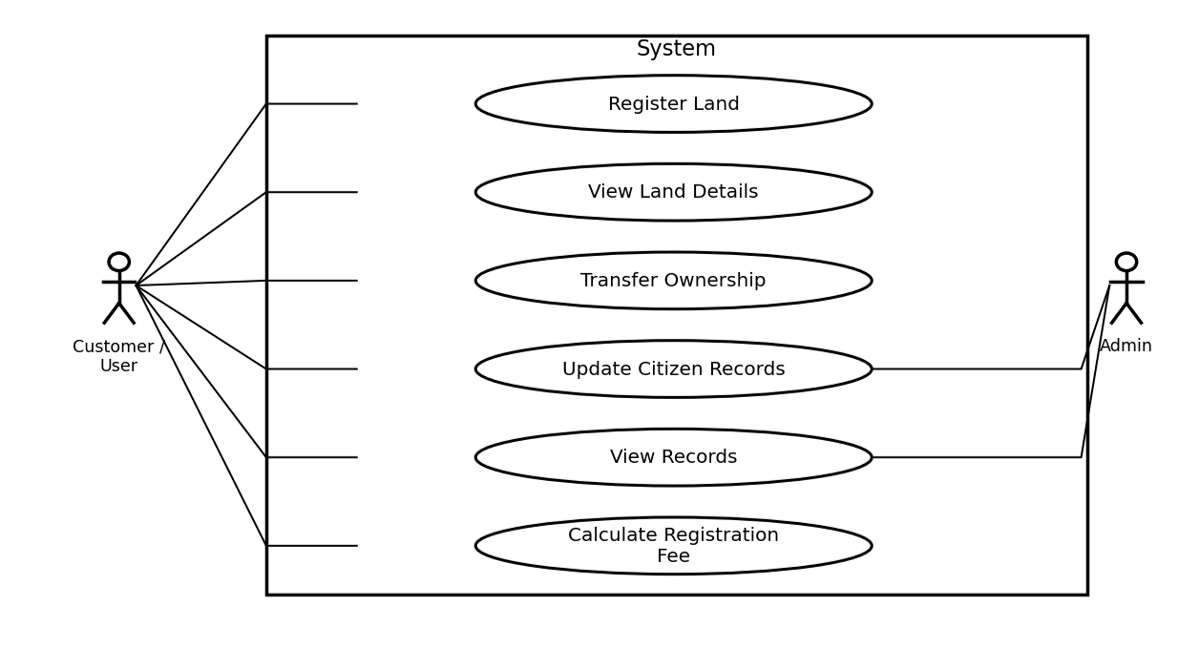 System
Register Land
View Land Details
Transfer Ownership
Update Citizen Records
View Records
Calculate Registration
Fee
Customer /
User
Admin